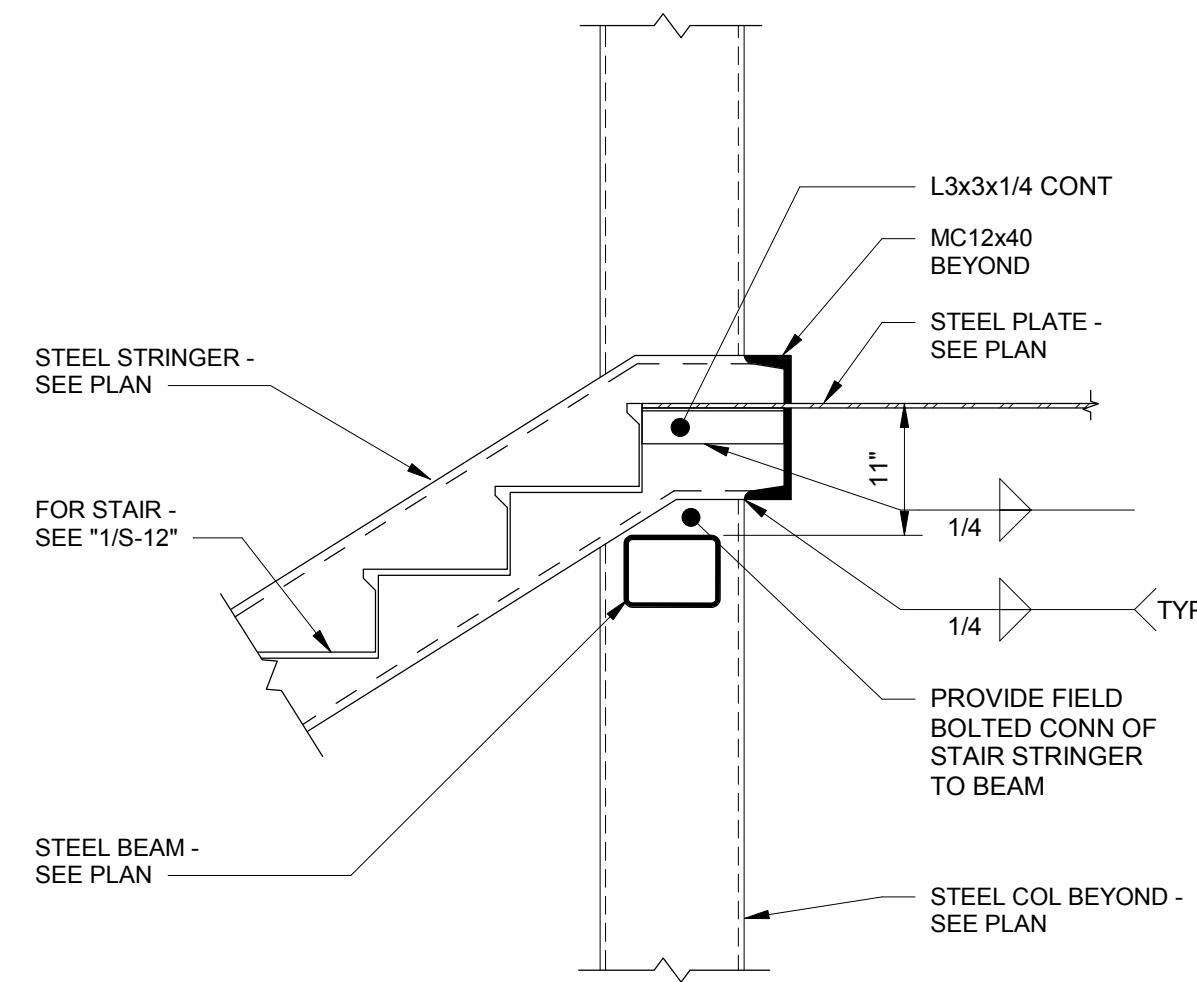 L3x3x1/4 CONT
MC12x40
BEYOND
STEEL PLATE -
SEE PLAN
STEEL STRINGER -
SEE PLAN
FOR STAIR -
SEE "1/S-12"
11"
1/4
1/4
TYP
PROVIDE FIELD
BOLTED CONN OF
STAIR STRINGER
TO BEAM
STEEL BEAM -
SEE PLAN
STEEL COL BEYOND -
SEE PLAN